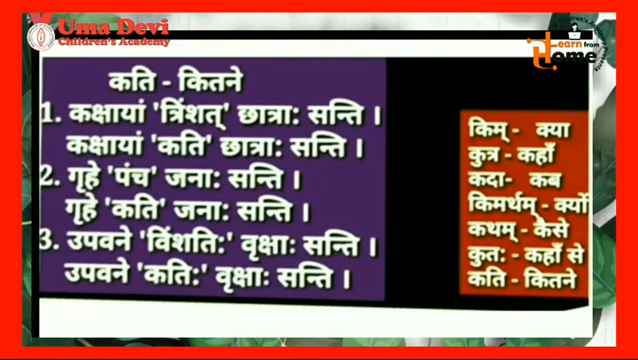 Uma Devi
Children's Academy
Learn from
Home
कति - कितने
1. कक्षायां 'त्रिंशत्' छात्रा: सन्ति ।
कक्षायां 'कति' छात्रा: सन्ति ।
2. गृहे 'पंच' जना: सन्ति ।
गृहे 'कति' जना: सन्ति ।
3. उपवने 'विंशति:' वृक्षा: सन्ति ।
उपवने 'कति:' वृक्षा: सन्ति ।
किम् - क्या
कुत्र - कहाँ
कदा- कब
किमर्थम् - क्यों
कथम् - कैसे
कुत: - कहाँ से
कति - कितने